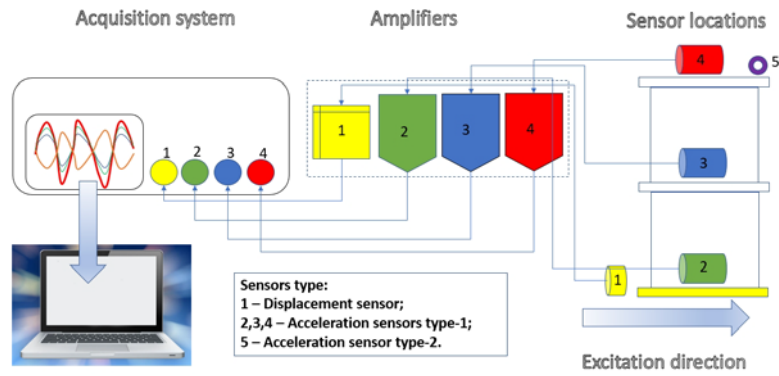 Acquisition system
Amplifiers
Sensor locations
4
5
1
2
3
4
1
2
3
4
3
2
1
Sensors type:
1 – Displacement sensor;
2,3,4 – Acceleration sensors type-1;
5 – Acceleration sensor type-2.
Excitation direction